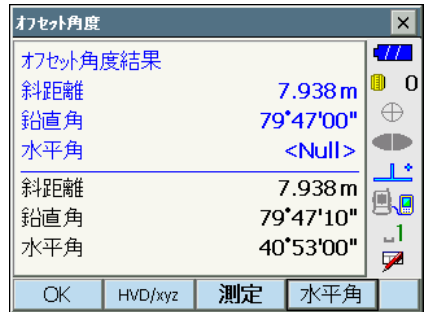 オフセット角度
オフセット角度結果
斜距離 7.938 m
鉛直角 79°47'00"
水平角 <Null>
斜距離 7.938 m
鉛直角 79°47'10"
水平角 40°53'00"
0
1
OK HVD/xyz 測定 水平角